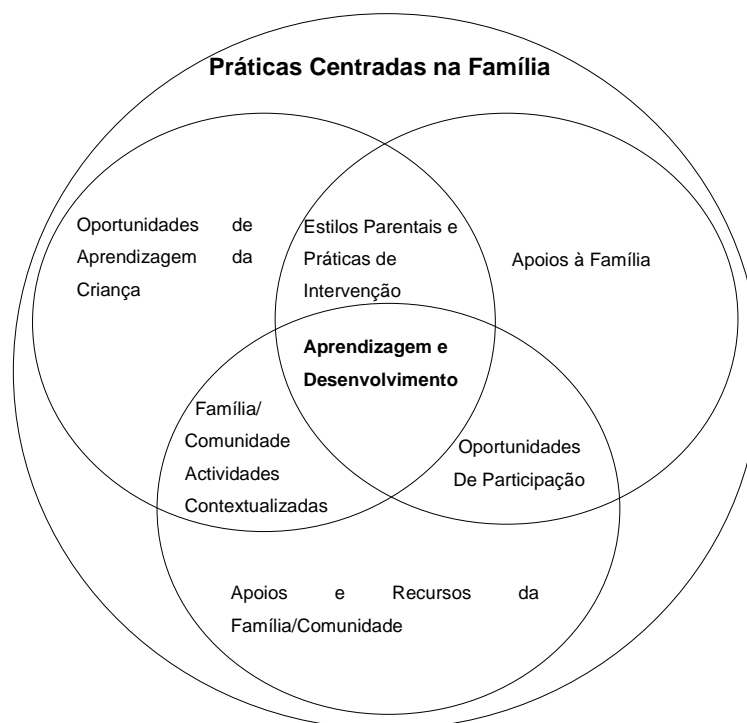 Práticas Centradas na Família
Oportunidades de
Aprendizagem da
Criança
Estilos Parentais e
Práticas de
Intervenção
Apoios à Família
Aprendizagem e
Desenvolvimento
Família/
Comunidade
Actividades
Contextualizadas
Oportunidades
De Participação
Apoios e Recursos da
Família/Comunidade